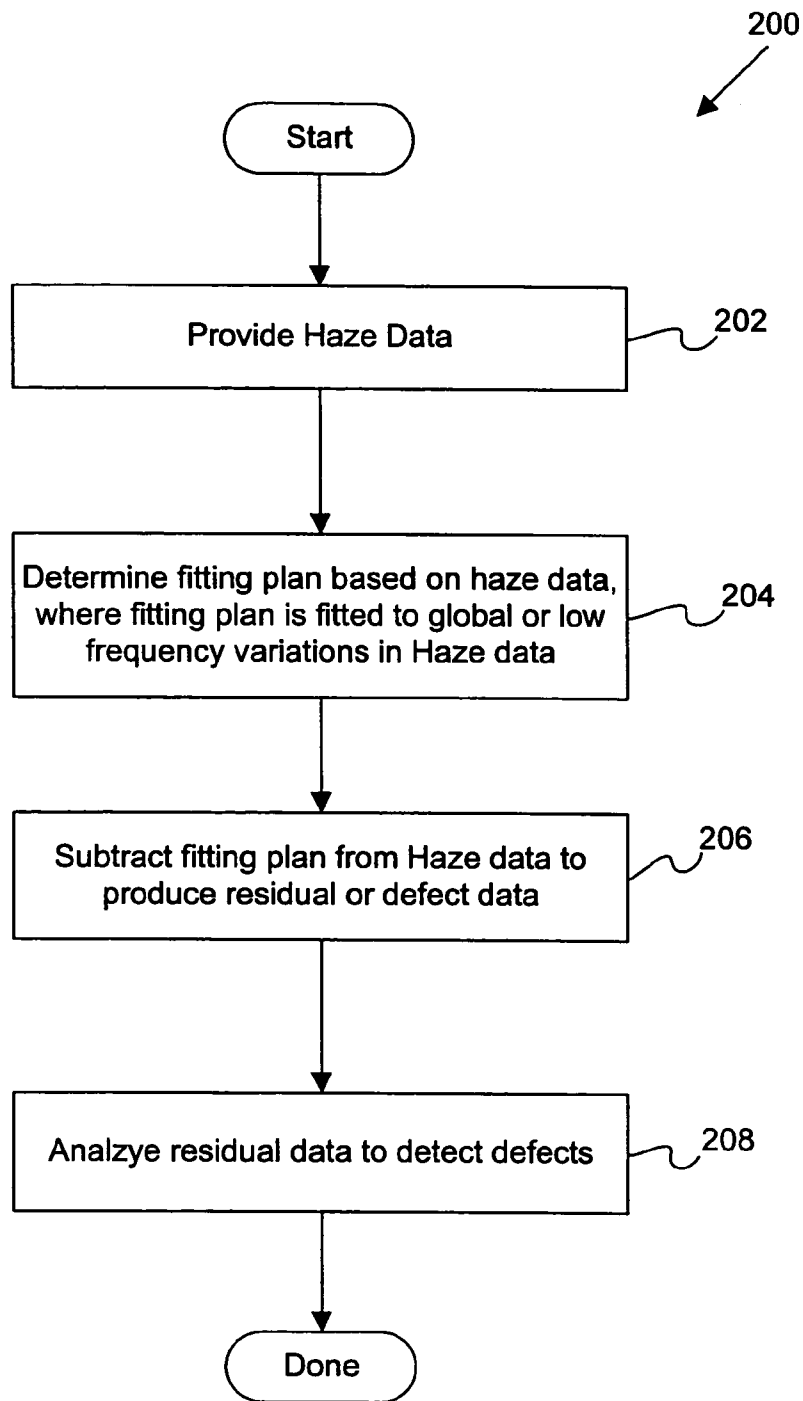 200
Start
Provide Haze Data
202
Determine fitting plan based on haze data,
where fitting plan is fitted to global or low
frequency variations in Haze data
204
Subtract fitting plan from Haze data to
produce residual or defect data
206
Analzye residual data to detect defects
208
Done